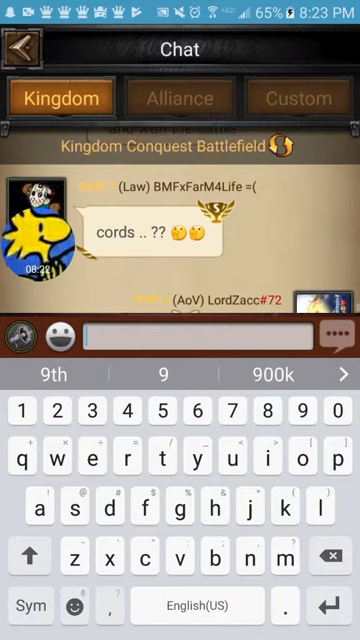 65% 8:23 PM
Chat
Kingdom Alliance Custom
Kingdom Conquest Battlefield
(Law) BMFxFarM4Life =(
cords .. ??
08:22
(AoV) LordZacc#72
9th 9 900k
1 2 3 4 5 6 7 8 9 0
q w e r t y u i o p
a s d f g h j k l
z x c v b n m
Sym , English(US) .